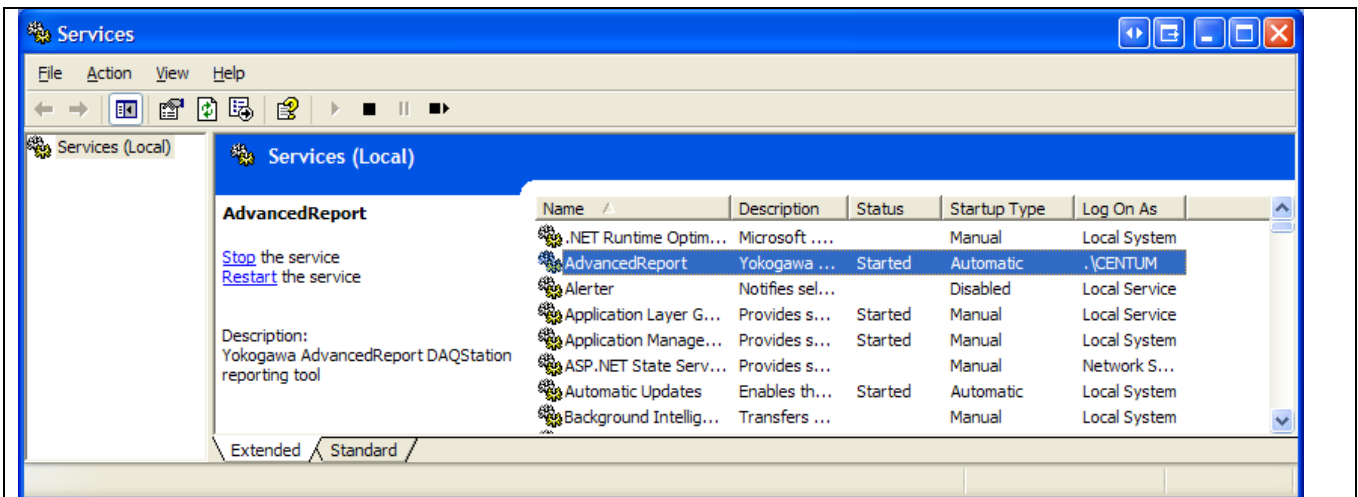 Services
File Action View Help
Services (Local)
Services (Local)
AdvancedReport
Stop the service
Restart the service
Description:
Yokogawa AdvancedReport DAQStation
reporting tool
Name Description Status Startup Type Log On As
.NET Runtime Optim... Microsoft .... Manual Local System
AdvancedReport Yokogawa ... Started Automatic .\CENTUM
Alerter Notifies sel... Disabled Local Service
Application Layer G... Provides s... Started Manual Local Service
Application Manage... Provides s... Started Manual Local System
ASP.NET State Serv... Provides s... Manual Network S...
Automatic Updates Enables th... Started Automatic Local System
Background Intellig... Transfers ... Manual Local System
Extended Standard